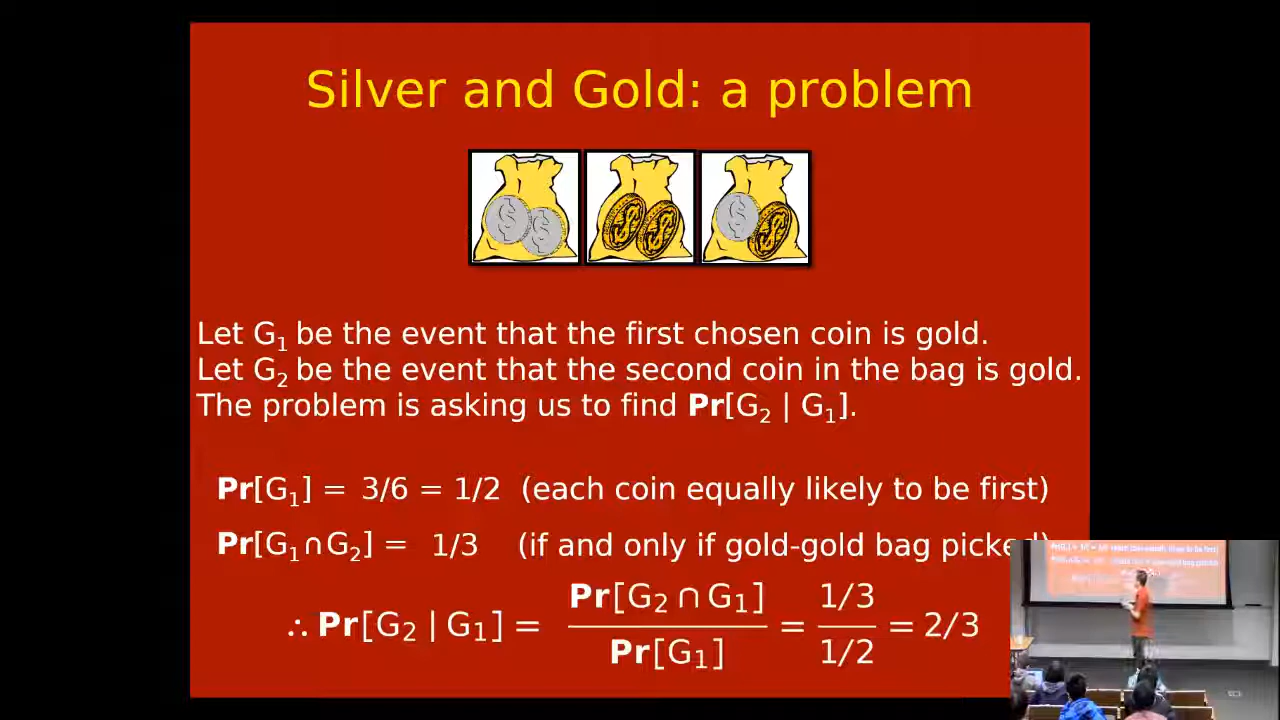 Silver and Gold: a problem
Let G₁ be the event that the first chosen coin is gold.
Let G₂ be the event that the second coin in the bag is gold.
The problem is asking us to find Pr[G₂ | G₁].
Pr[G₁] = 3/6 = 1/2 (each coin equally likely to be first)
Pr[G₁∩G₂] = 1/3 (if and only if gold-gold bag picked)
∴ Pr[G₂ | G₁] = Pr[G₂ ∩ G₁] / Pr[G₁] = 1/3 / 1/2 = 2/3